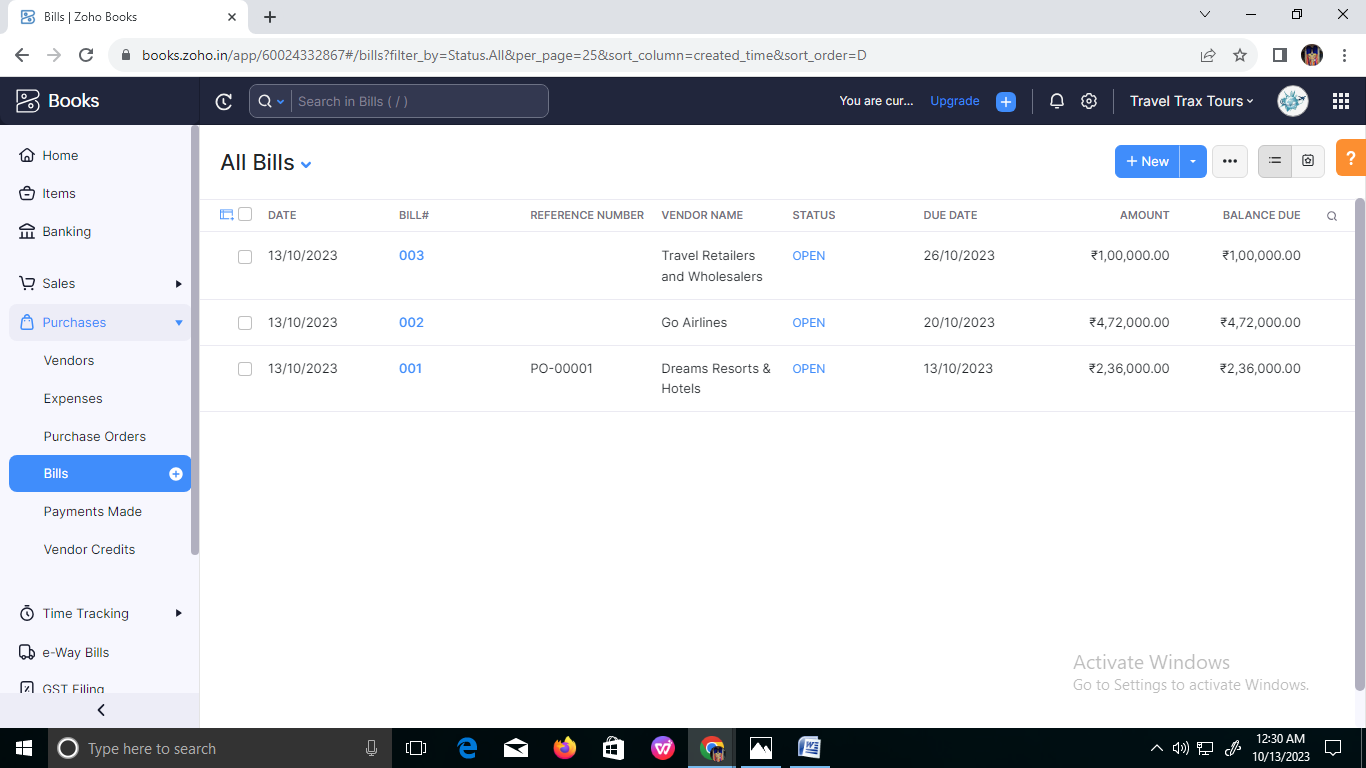 Bills | Zoho Books
books.zoho.in/app/60024332867#/bills?filter_by=Status.All&per_page=25&sort_column=created_time&sort_order=D
Books
Search in Bills ( / )
You are cur...
Upgrade
Travel Trax Tours
Home
Items
Banking
Sales
Purchases
Vendors
Expenses
Purchase Orders
Bills
Payments Made
Vendor Credits
Time Tracking
e-Way Bills
GST Filing
All Bills
+ New
?
DATE BILL# REFERENCE NUMBER VENDOR NAME STATUS DUE DATE AMOUNT BALANCE DUE
13/10/2023 003 Travel Retailers OPEN 26/10/2023 ₹1,00,000.00 ₹1,00,000.00
and Wholesalers
13/10/2023 002 Go Airlines OPEN 20/10/2023 ₹4,72,000.00 ₹4,72,000.00
13/10/2023 001 PO-00001 Dreams Resorts & OPEN 13/10/2023 ₹2,36,000.00 ₹2,36,000.00
Hotels
Activate Windows
Go to Settings to activate Windows.
Type here to search
12:30 AM
10/13/2023